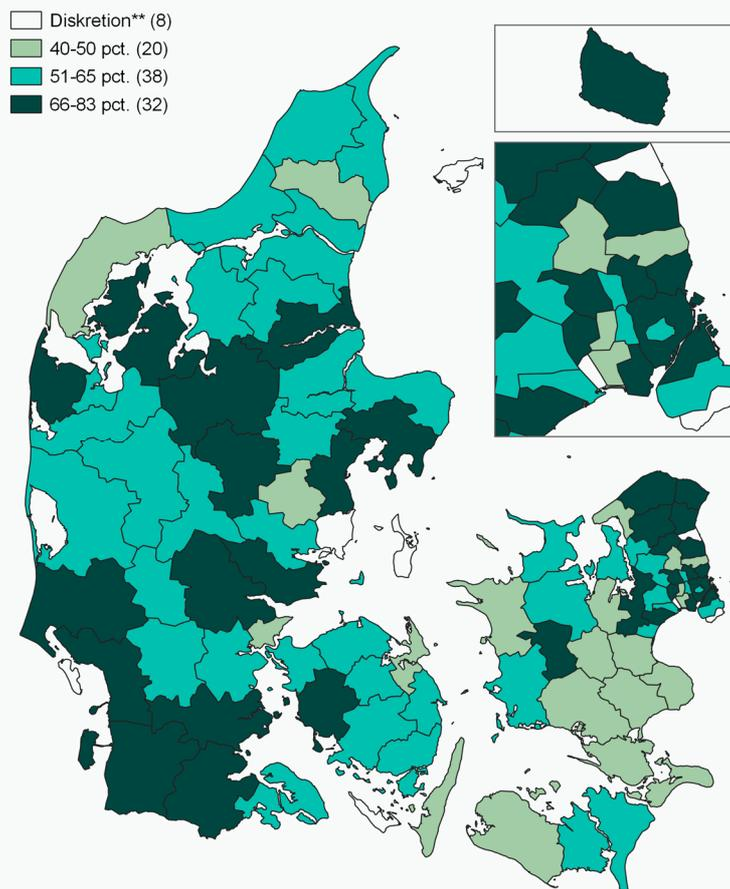 Diskretion** (8)
40-50 pct. (20)
51-65 pct. (38)
66-83 pct. (32)